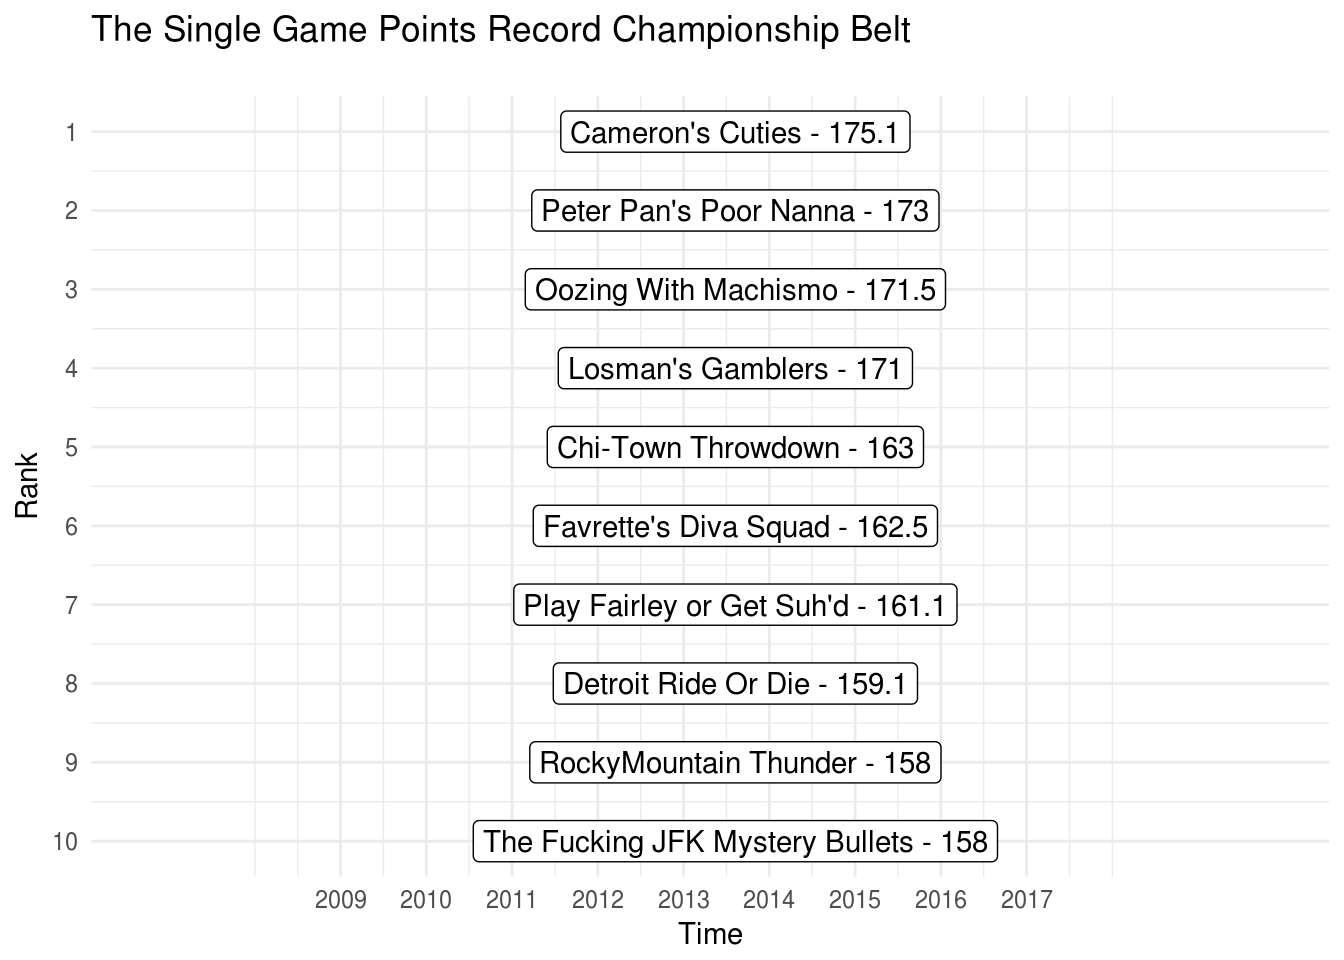 The Single Game Points Record Championship Belt
1
Cameron's Cuties - 175.1
2
Peter Pan's Poor Nanna - 173
3
Oozing With Machismo - 171.5
4
Losman's Gamblers - 171
5
Chi-Town Throwdown - 163
Rank
6
Favrette's Diva Squad - 162.5
7
Play Fairley or Get Suh'd - 161.1
8
Detroit Ride Or Die - 159.1
9
RockyMountain Thunder - 158
10
The Fucking JFK Mystery Bullets - 158
2009 2010 2011 2012 2013 2014 2015 2016 2017
Time